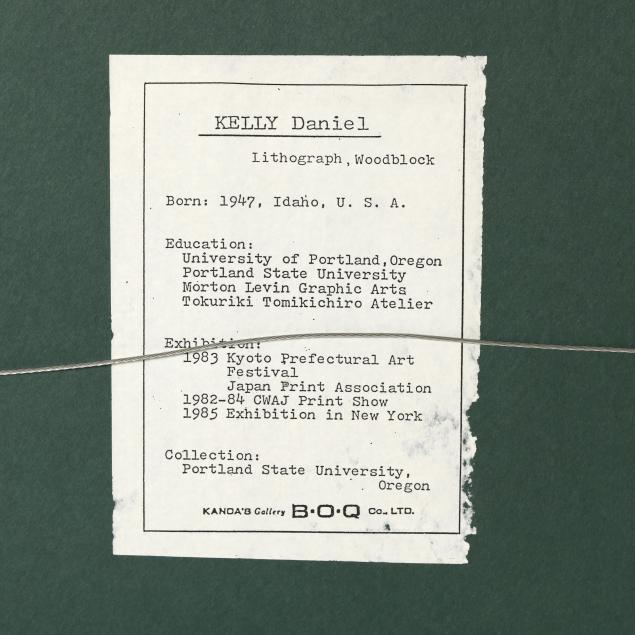 KELLY Daniel
Lithograph, Woodblock
Born: 1947, Idaho, U. S. A.
Education:
University of Portland, Oregon
Portland State University
Morton Levin Graphic Arts
Tokuriki Tomikichiro Atelier
Exhibition:
1983 Kyoto Prefectural Art
Festival
Japan Print Association
1982-84 CWAJ Print Show
1985 Exhibition in New York
Collection:
Portland State University,
Oregon
KANDA'S Gallery B·O·Q Co., LTD.